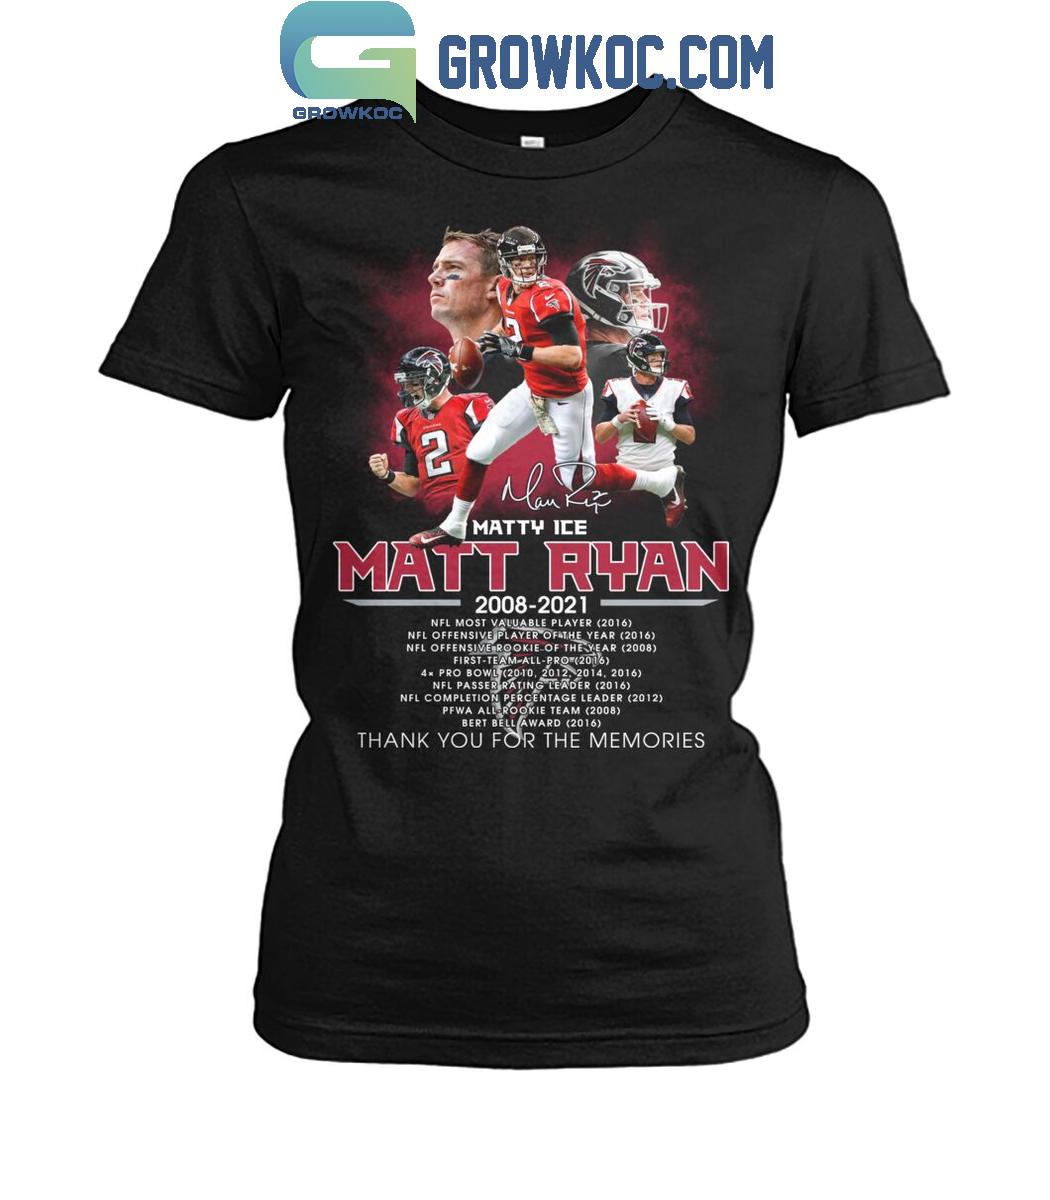 GROWKOC
GROWKOC.COM
2
2
MATTY ICE
MATT RYAN
2008-2021
NFL MOST VALUABLE PLAYER (2016)
NFL OFFENSIVE PLAYER OF THE YEAR (2016)
NFL OFFENSIVE ROOKIE OF THE YEAR (2008)
FIRST-TEAM ALL-PRO (2016)
4× PRO BOWL (2010, 2012, 2014, 2016)
NFL PASSER RATING LEADER (2016)
NFL COMPLETION PERCENTAGE LEADER (2012)
PFWA ALL-ROOKIE TEAM (2008)
BERT BELL AWARD (2016)
THANK YOU FOR THE MEMORIES